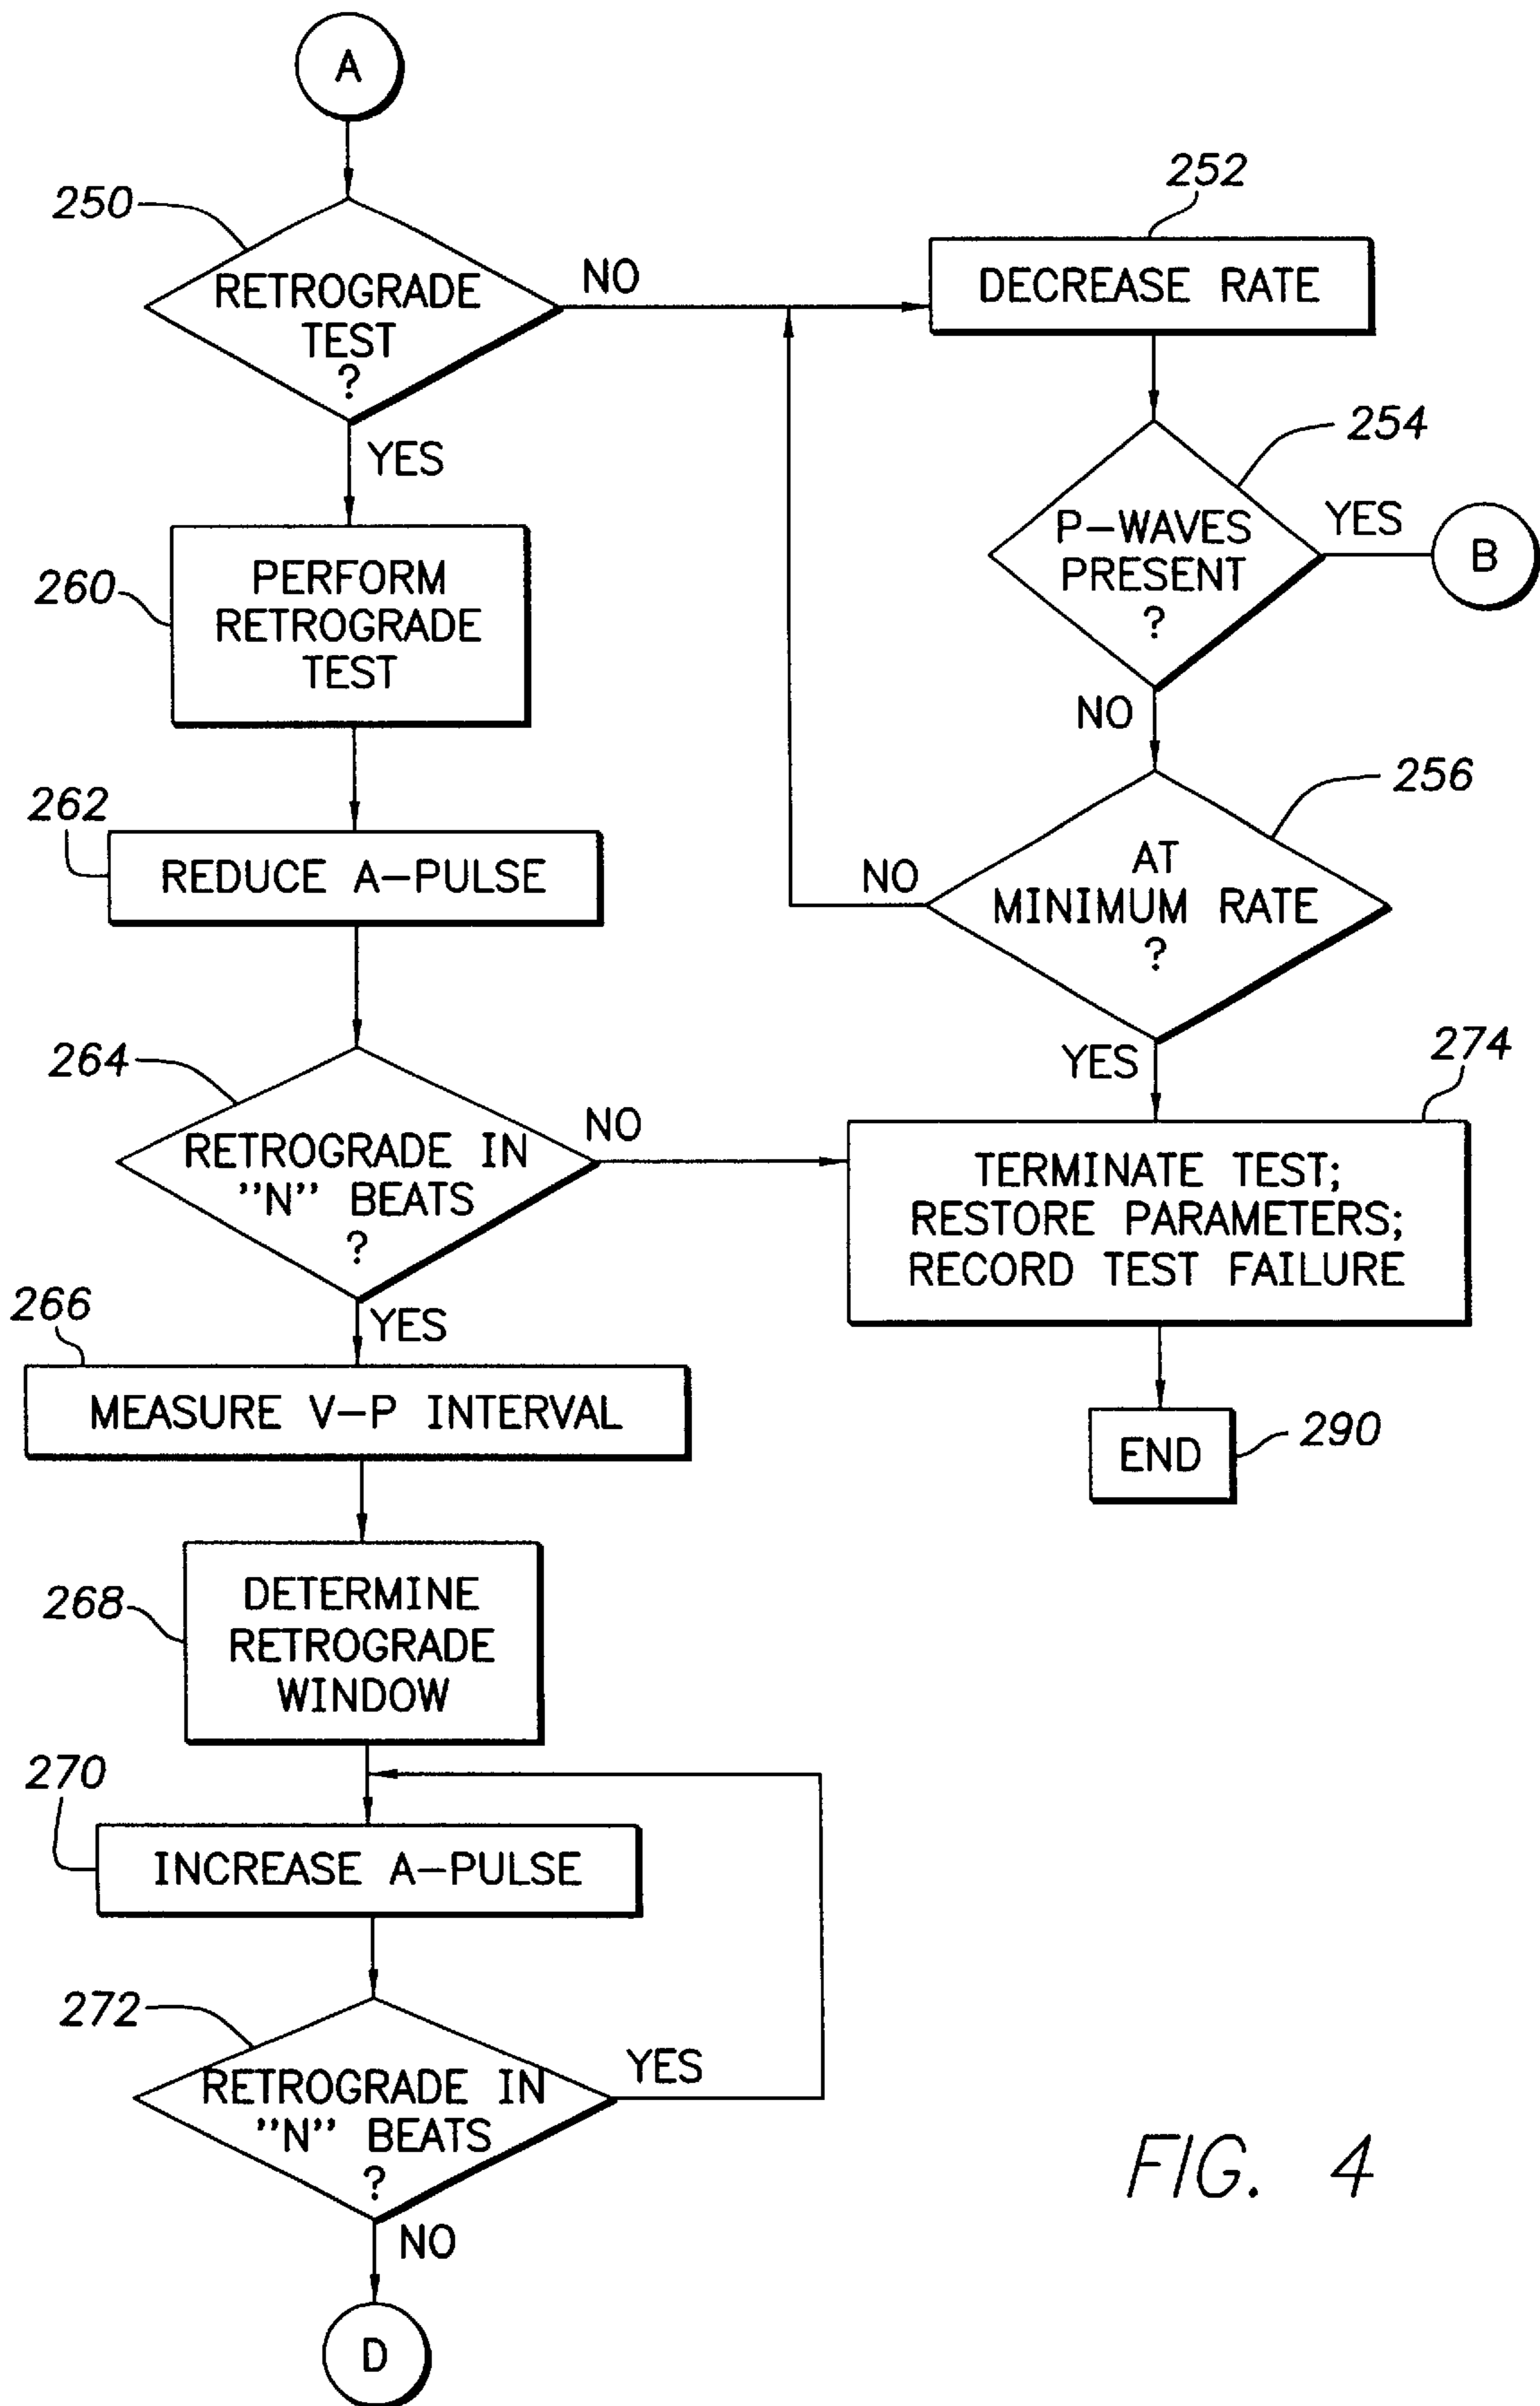 A
250
RETROGRADE
TEST
?
NO
YES
252
DECREASE RATE
254
P-WAVES
PRESENT
?
YES
B
NO
256
AT
MINIMUM RATE
?
NO
YES
260
PERFORM
RETROGRADE
TEST
262
REDUCE A-PULSE
264
RETROGRADE IN
"N" BEATS
?
NO
YES
274
TERMINATE TEST;
RESTORE PARAMETERS;
RECORD TEST FAILURE
END
290
266
MEASURE V-P INTERVAL
268
DETERMINE
RETROGRADE
WINDOW
270
INCREASE A-PULSE
272
RETROGRADE IN
"N" BEATS
?
YES
NO
D
FIG. 4